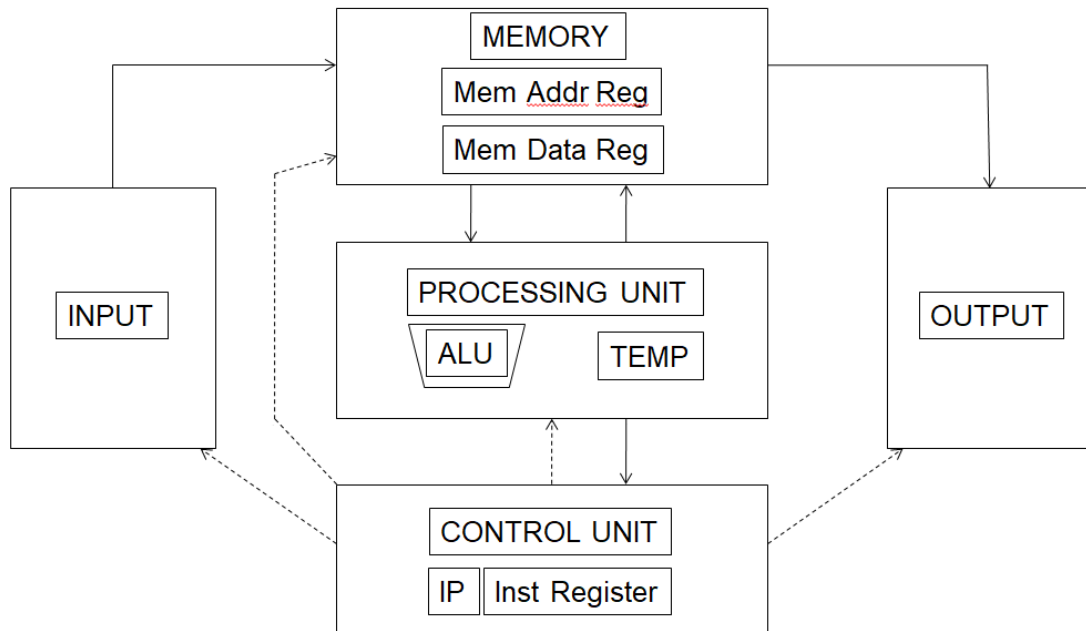 MEMORY
Mem Addr Reg
Mem Data Reg
INPUT
PROCESSING UNIT
ALU
TEMP
OUTPUT
CONTROL UNIT
IP
Inst Register